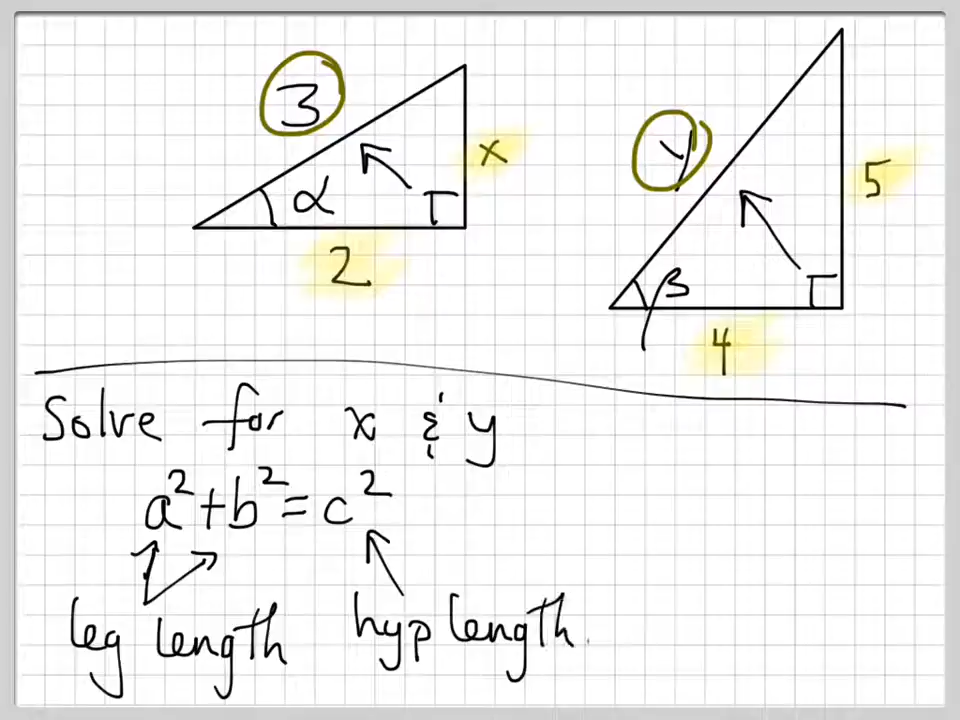 3
α
x
2
y
5
β
4
Solve for x & y
a²+b²=c²
leg length hyp length.